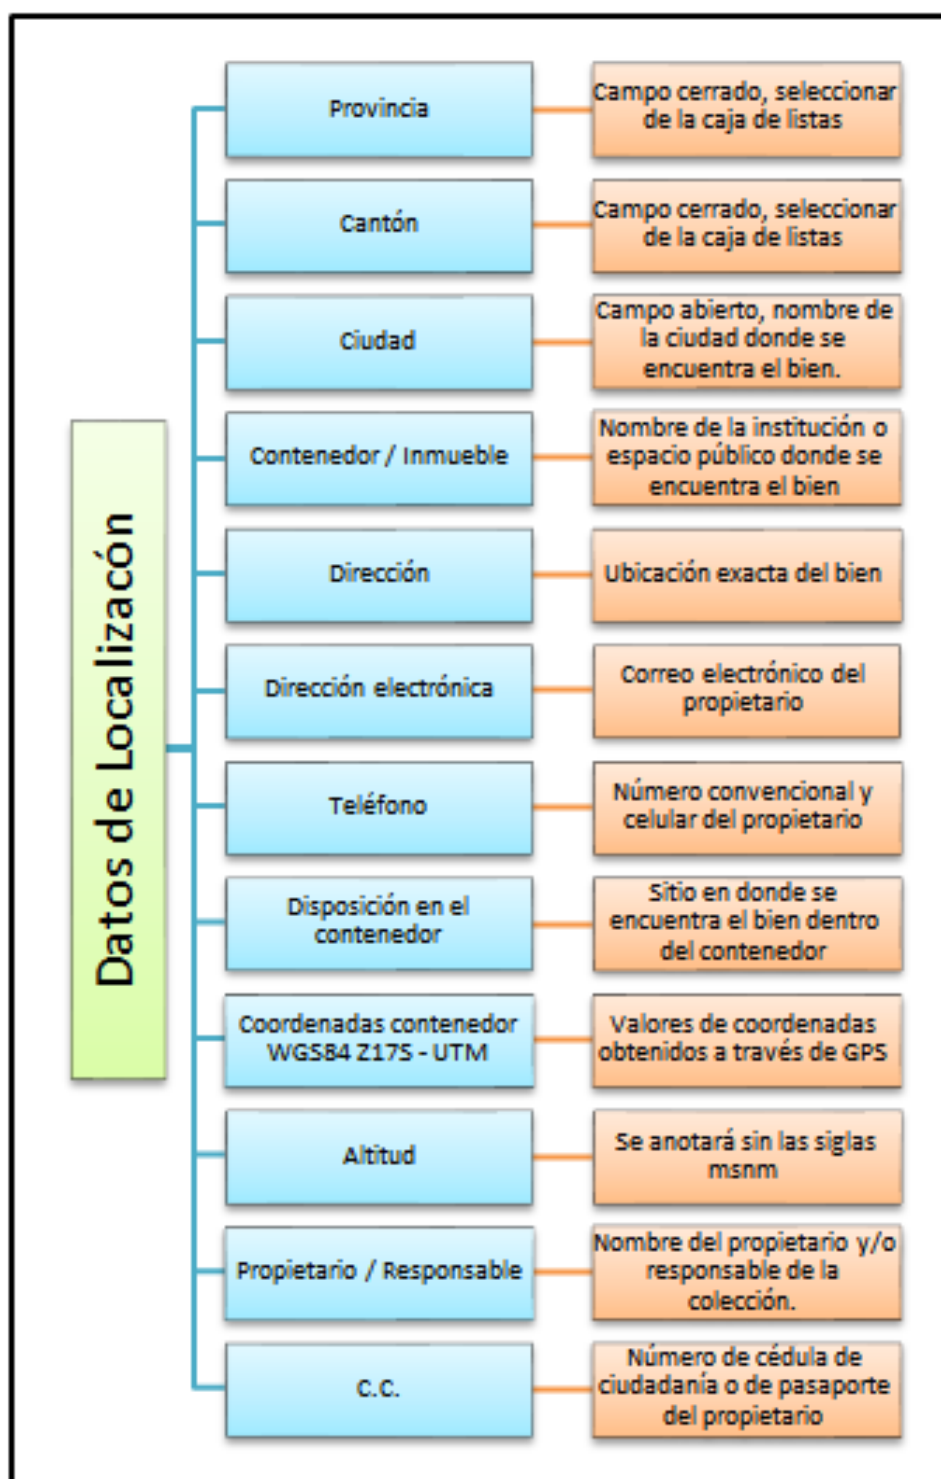 Datos de Localizacón
Provincia
Campo cerrado, seleccionar
de la caja de listas
Cantón
Campo cerrado, seleccionar
de la caja de listas
Ciudad
Campo abierto, nombre de
la ciudad donde se
encuentra el bien.
Contenedor / Inmueble
Nombre de la institución o
espacio público donde se
encuentra el bien
Dirección
Ubicación exacta del bien
Dirección electrónica
Correo electrónico del
propietario
Teléfono
Número convencional y
celular del propietario
Disposición en el
contenedor
Sitio en donde se
encuentra el bien dentro
del contenedor
Coordenadas contenedor
WGS84 Z17S - UTM
Valores de coordenadas
obtenidos a través de GPS
Altitud
Se anotará sin las siglas
msnm
Propietario / Responsable
Nombre del propietario y/o
responsable de la
colección.
C.C.
Número de cédula de
ciudadanía o de pasaporte
del propietario